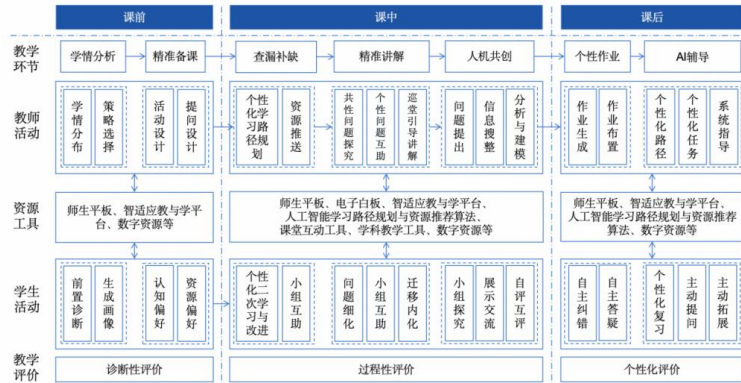 课前
课中
课后
教学
环节
学情分析
精准备课
查漏补缺
精准讲解
人机共创
个性作业
AI辅导
教师
活动
学情分布
策略选择
活动设计
提问设计
个性化学习路径规划
资源推送
共性问题探究
个性问题互助
巡堂引导讲解
问题提出
信息搜整
分析与建模
作业生成
作业布置
个性化路径
个性化任务
系统指导
资源
工具
师生平板、智适应教与学平
台、数字资源等
师生平板、电子白板、智适应教与学平台、
人工智能学习路径规划与资源推荐算法、
课堂互动工具、学科教学工具、数字资源等
师生平板、智适应教与学平台、
人工智能学习路径规划与资源推荐
算法、数字资源等
学生
活动
前置诊断
生成画像
认知偏好
资源偏好
个性化二次学习与改进
小组互助
问题细化
小组互助
迁移内化
小组探究
展示交流
自评互评
自主纠错
自主答疑
个性化复习
主动提问
主动拓展
教学
评价
诊断性评价
过程性评价
个性化评价